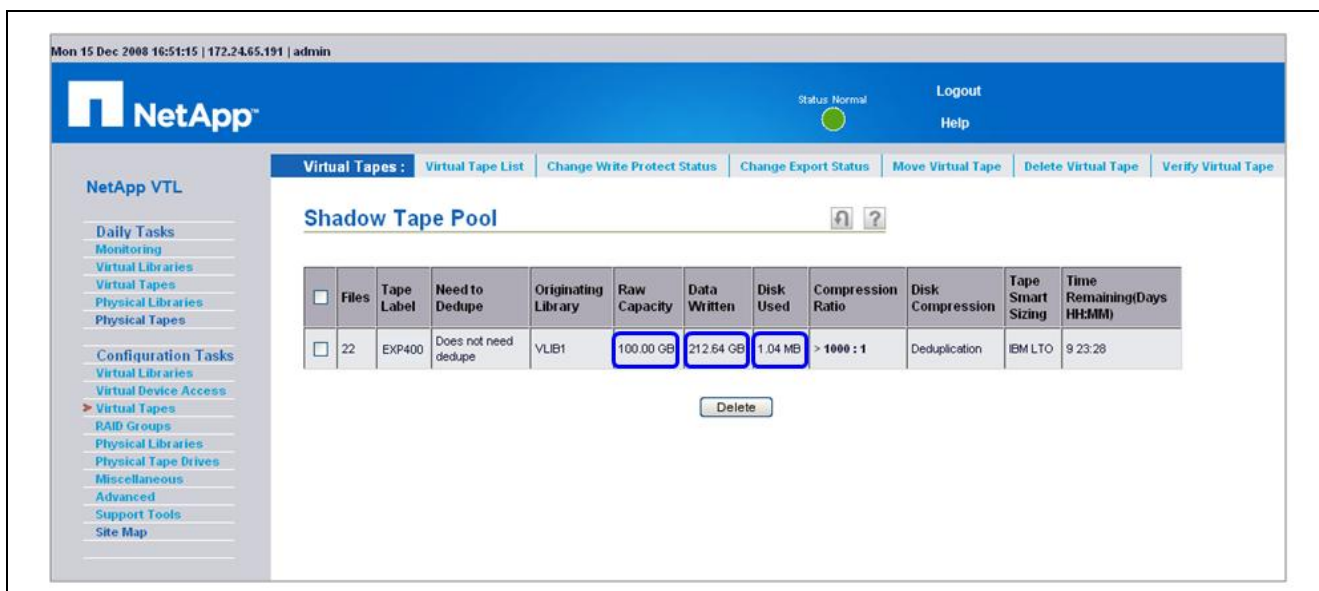 Mon 15 Dec 2008 16:51:15 | 172.24.65.191 | admin
NetApp™
Status Normal
Logout
Help
NetApp VTL
Daily Tasks
Monitoring
Virtual Libraries
Virtual Tapes
Physical Libraries
Physical Tapes
Configuration Tasks
Virtual Libraries
Virtual Device Access
Virtual Tapes
RAID Groups
Physical Libraries
Physical Tape Drives
Miscellaneous
Advanced
Support Tools
Site Map
Virtual Tapes : Virtual Tape List Change Write Protect Status Change Export Status Move Virtual Tape Delete Virtual Tape Verify Virtual Tape
Shadow Tape Pool ?
Files Tape Label Need to Dedupe Originating Library Raw Capacity Data Written Disk Used Compression Ratio Disk Compression Tape Smart Sizing Time Remaining(Days HH:MM)
22 EXP400 Does not need dedupe VLIB1 100.00 GB 212.64 GB 1.04 MB > 1000 : 1 Deduplication IBM LTO 9 23:28
Delete